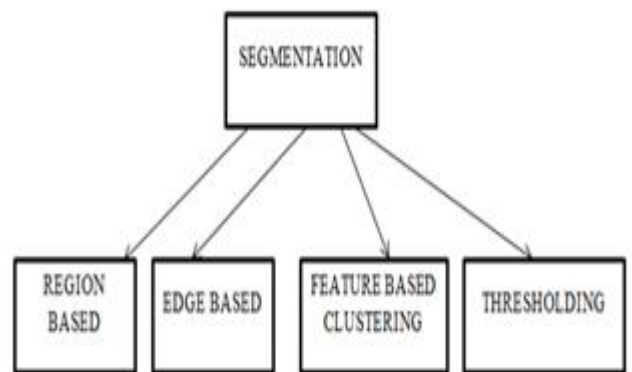 SEGMENTATION
REGION
BASED
EDGE BASED
FEATURE BASED
CLUSTERING
THRESHOLDING